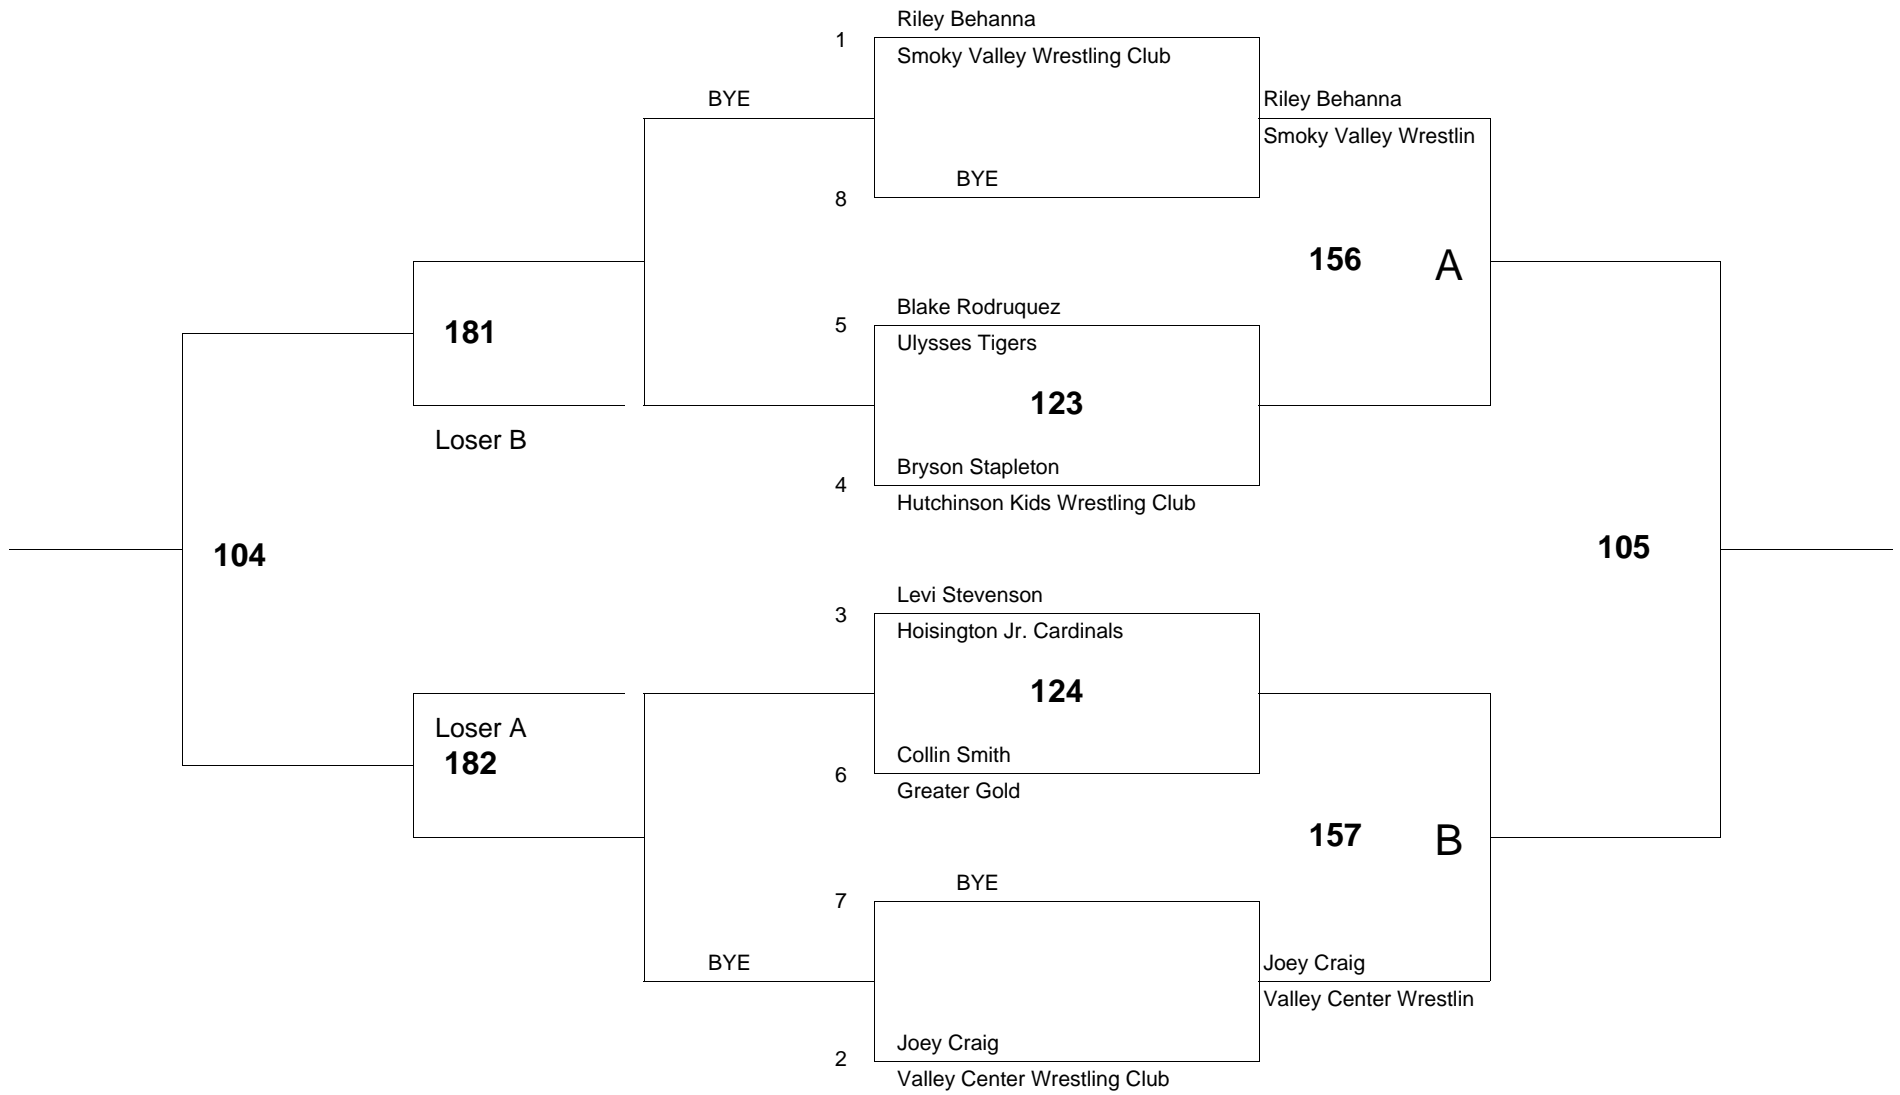 Riley Behanna
1
Smoky Valley Wrestling Club
BYE
Riley Behanna
Smoky Valley Wrestlin
BYE
8
156
A
Blake Rodruquez
5
181
Ulysses Tigers
123
Loser B
Bryson Stapleton
4
Hutchinson Kids Wrestling Club
104
105
Levi Stevenson
3
Hoisington Jr. Cardinals
124
Loser A
182
Collin Smith
6
Greater Gold
157
B
BYE
7
BYE
Joey Craig
Valley Center Wrestlin
Joey Craig
2
Valley Center Wrestling Club